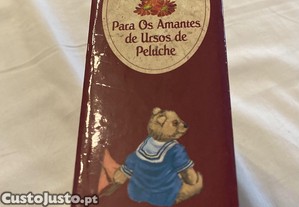 Para Os Amantes
de Ursos de
Peluche
CustoJusto.pt